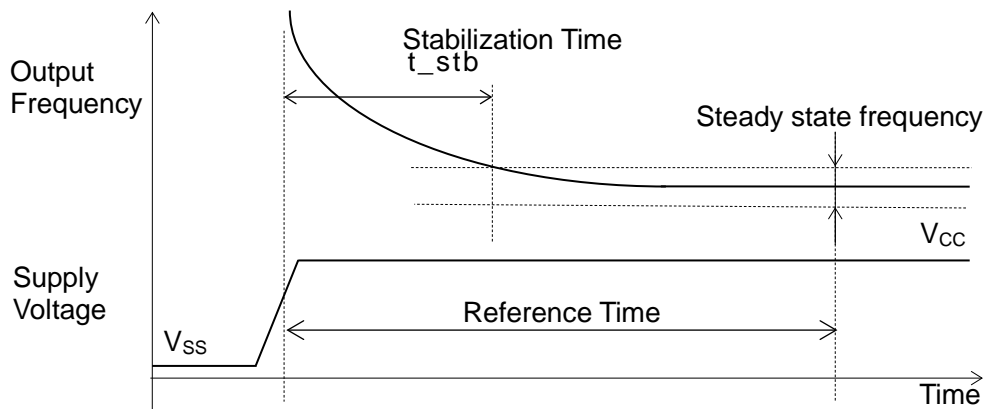 Output
Frequency
Stabilization Time
t_stb
Steady state frequency
VCC
Supply
Voltage
Reference Time
VSS
Time